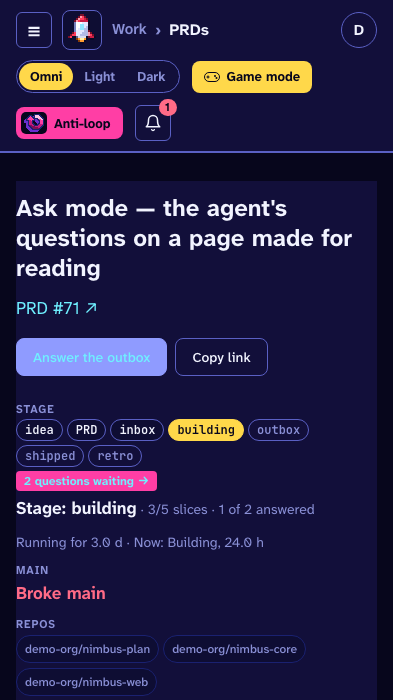 Work › PRDs
D
Omni Light Dark
Game mode
Anti-loop
1
Ask mode — the agent's
questions on a page made for
reading
PRD #71 ↗
Answer the outbox
Copy link
STAGE
idea PRD inbox building outbox
shipped retro
2 questions waiting →
Stage: building · 3/5 slices · 1 of 2 answered
Running for 3.0 d · Now: Building, 24.0 h
MAIN
Broke main
REPOS
demo-org/nimbus-plan demo-org/nimbus-core
demo-org/nimbus-web